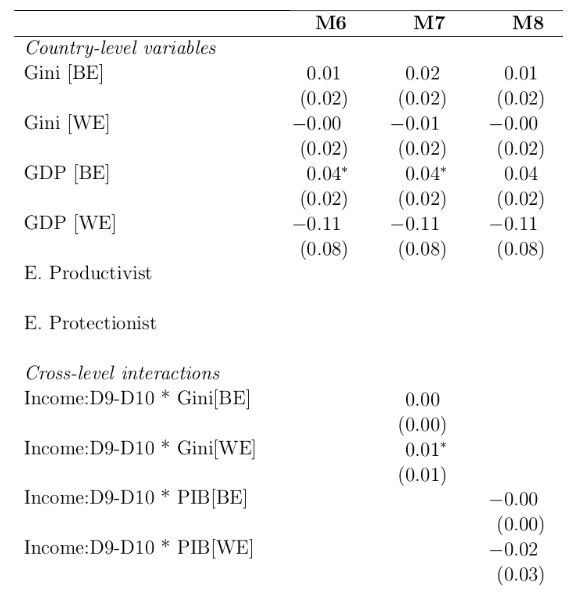 M6 M7 M8
Country-level variables
Gini [BE] 0.01 0.02 0.01
(0.02) (0.02) (0.02)
Gini [WE] −0.00 −0.01 −0.00
(0.02) (0.02) (0.02)
GDP [BE] 0.04* 0.04* 0.04
(0.02) (0.02) (0.02)
GDP [WE] −0.11 −0.11 −0.11
(0.08) (0.08) (0.08)
E. Productivist
E. Protectionist
Cross-level interactions
Income:D9-D10 * Gini[BE] 0.00
(0.00)
Income:D9-D10 * Gini[WE] 0.01*
(0.01)
Income:D9-D10 * PIB[BE] −0.00
(0.00)
Income:D9-D10 * PIB[WE] −0.02
(0.03)